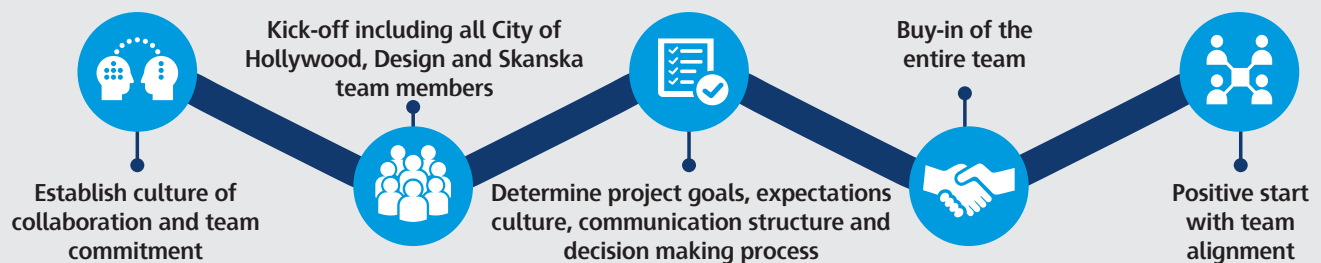 Establish culture of
collaboration and team
commitment
Kick-off including all City of
Hollywood, Design and Skanska
team members
Determine project goals, expectations
culture, communication structure and
decision making process
Buy-in of the
entire team
Positive start
with team
alignment